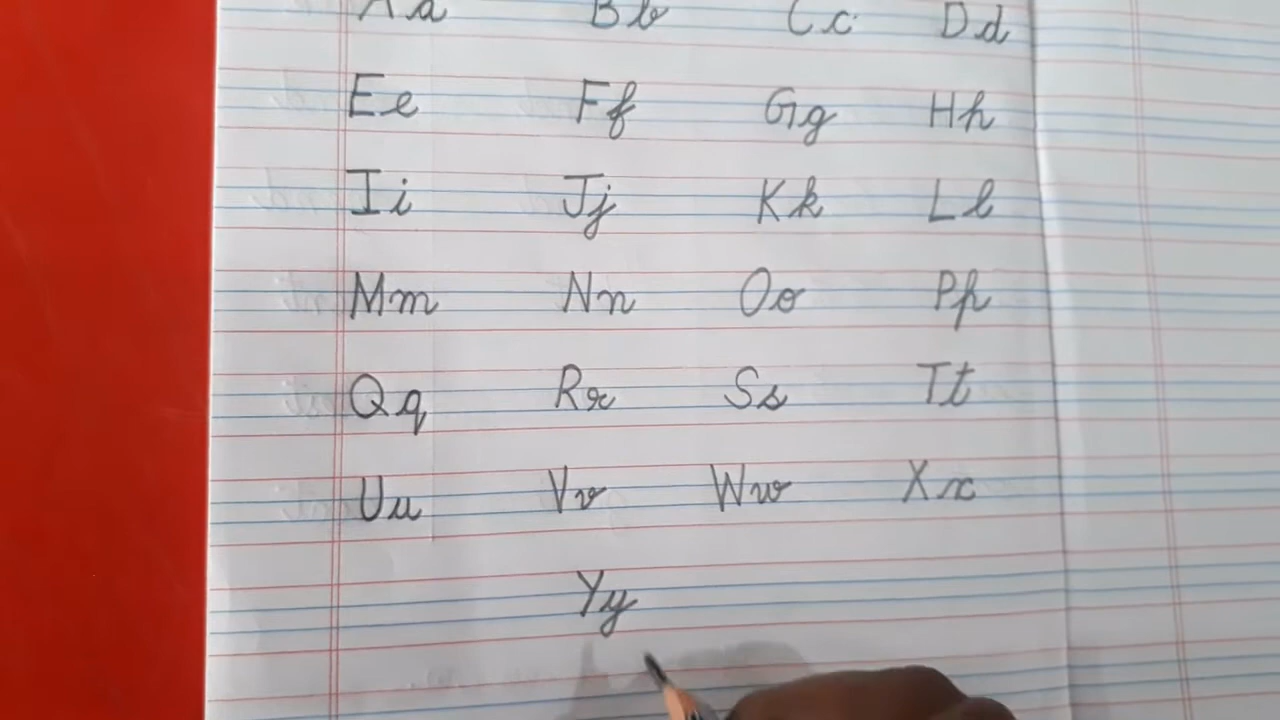 Aa Bb Cc Dd
Ee Ff Gg Hh
Ii Jj Kk Ll
Mm Nn Oo Pp
Qq Rr Ss Tt
Uu Vv Ww Xx
Yy